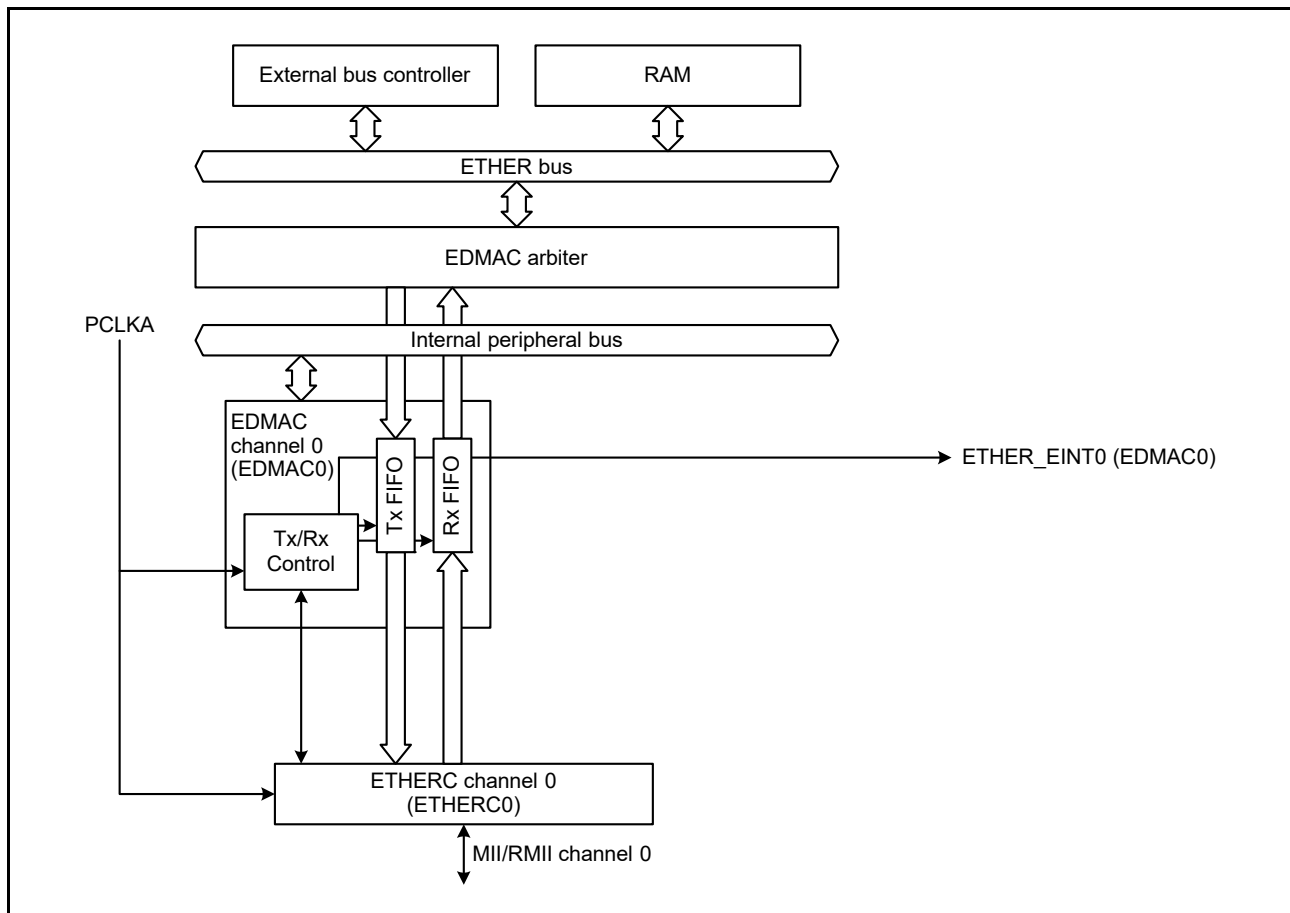 External bus controller
RAM
ETHER bus
EDMAC arbiter
PCLKA
Internal peripheral bus
EDMAC
channel 0
(EDMAC0)
Tx FIFO
Rx FIFO
ETHER_EINT0 (EDMAC0)
Tx/Rx
Control
ETHERC channel 0
(ETHERC0)
MII/RMII channel 0